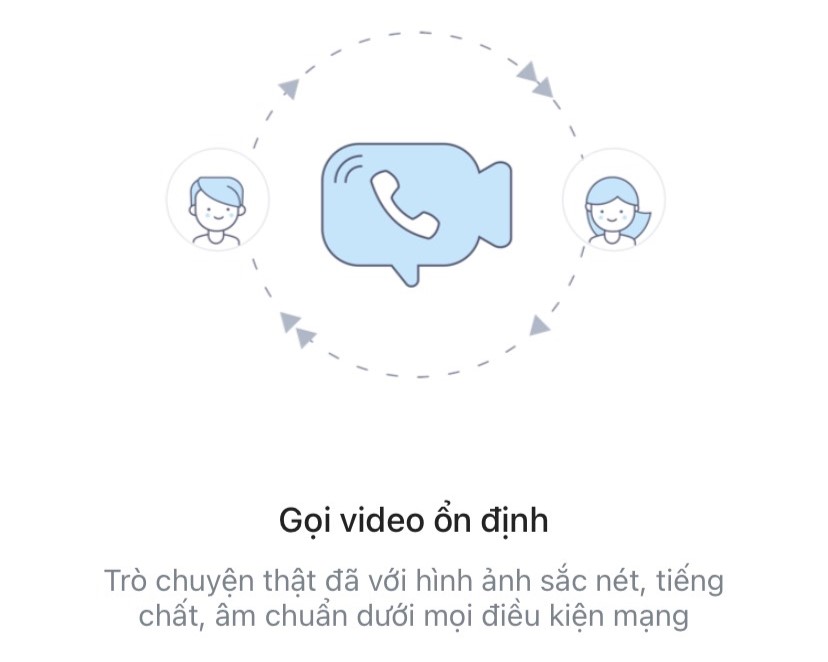 Gọi video ổn định
Trò chuyện thật đã với hình ảnh sắc nét, tiếng
chất, âm chuẩn dưới mọi điều kiện mạng